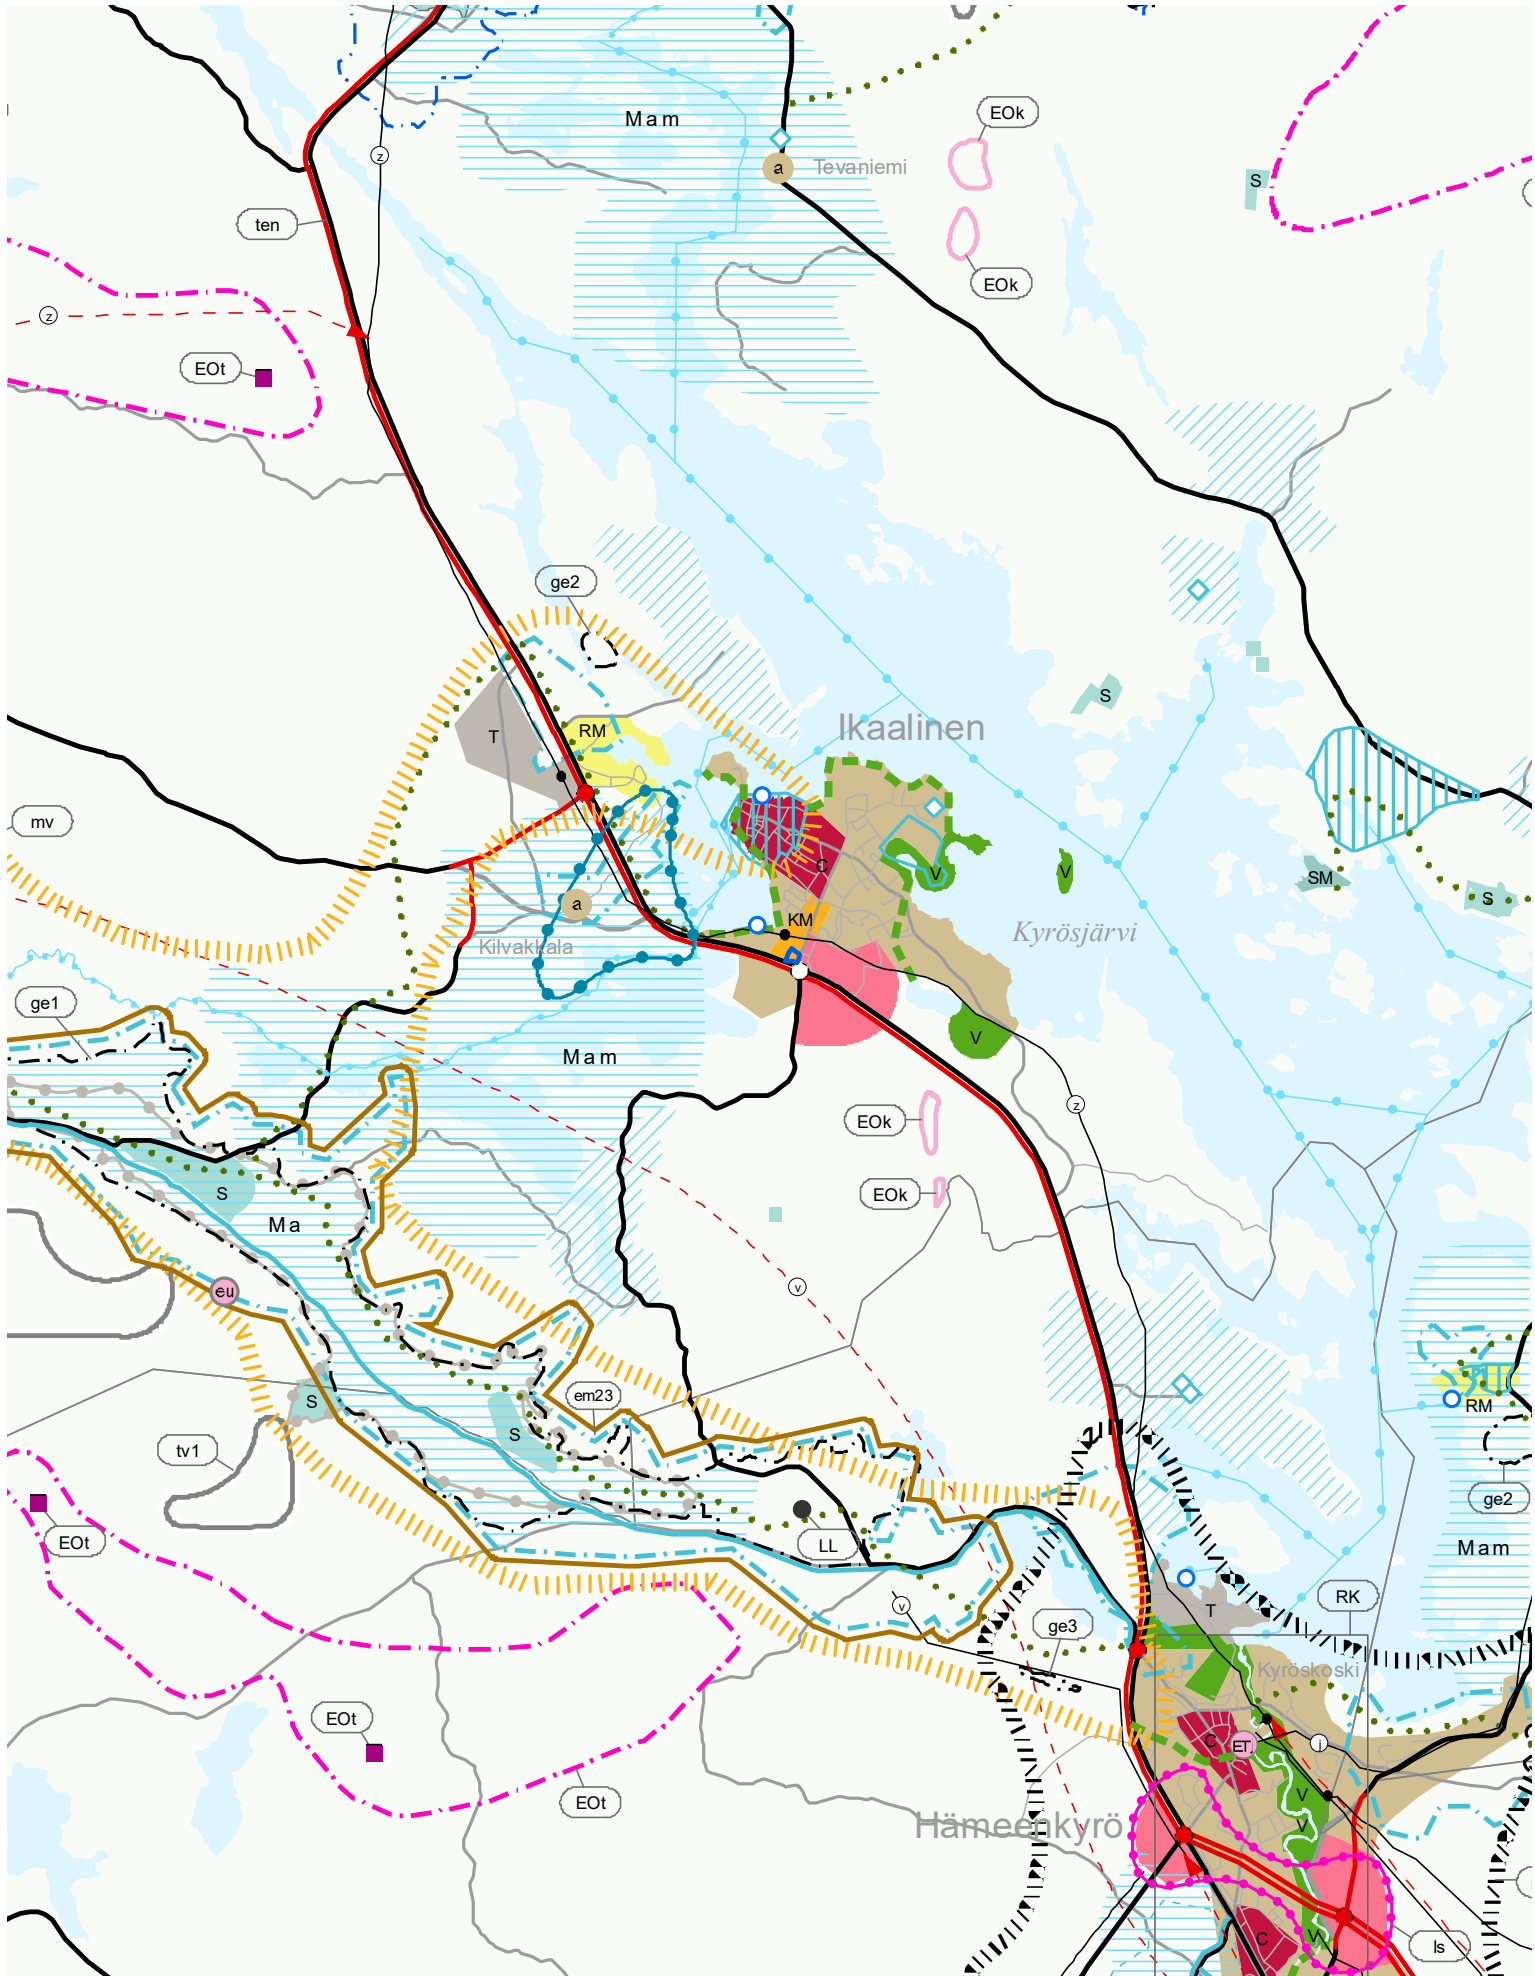 EOk
Mam
z
a
Tevaniemi
S
ten
EOk
z
EOt
ge2
S
Ikaalinen
T
RM
mv
C
V
V
SM
S
a
KM
Kyrösjärvi
Kilvakkala
ge1
V
Mam
z
EOk
S
EOk
Ma
eu
v
em23
S
RM
S
tv1
ge2
EOt
LL
Mam
RK
v
T
ge3
Kyröskoski
EOt
C
ET
j
EOt
V
Hämeenkyrö
V
C
V
ls